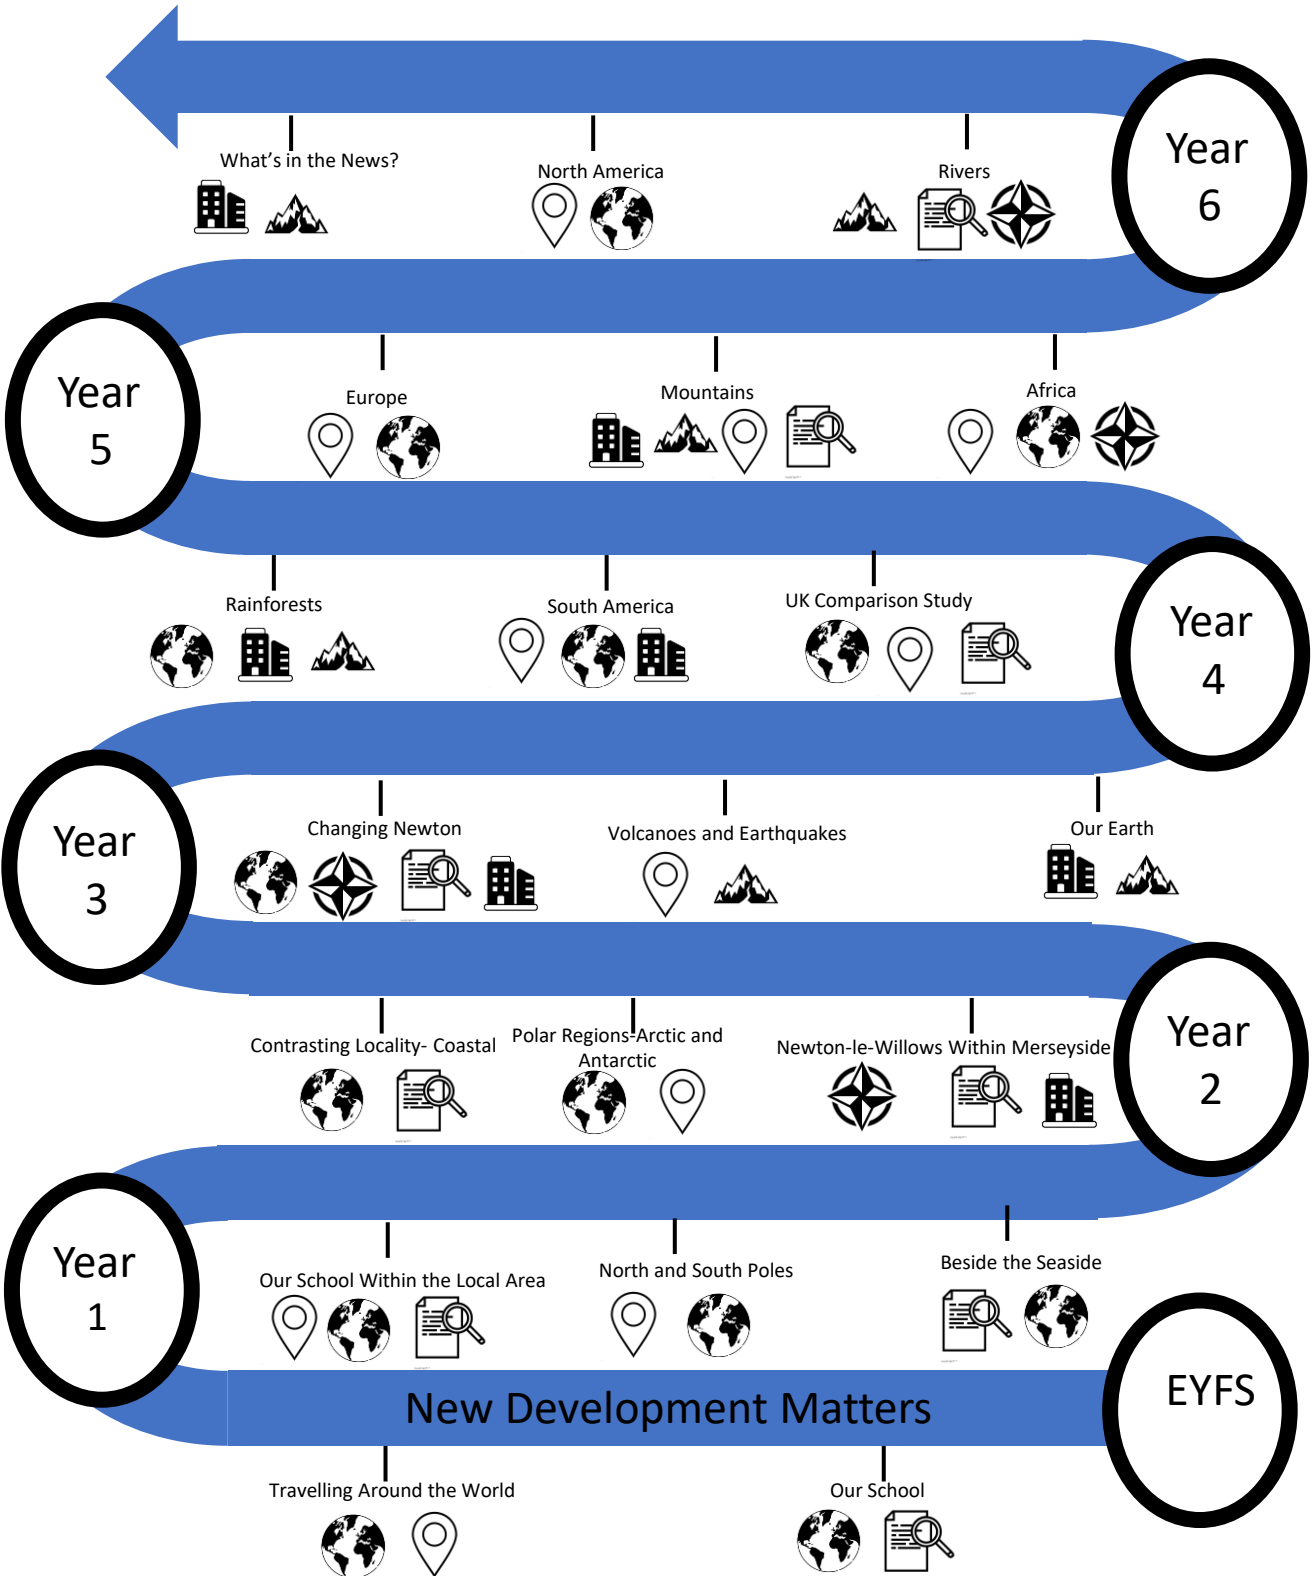 What's in the News?
North America
Rivers
Year
6
Year
5
Europe
Mountains
Africa
Rainforests
South America
UK Comparison Study
Year
4
Year
3
Changing Newton
Volcanoes and Earthquakes
Our Earth
Contrasting Locality- Coastal
Polar Regions-Arctic and
Antarctic
Newton-le-Willows Within Merseyside
Year
2
Year
1
Our School Within the Local Area
North and South Poles
Beside the Seaside
New Development Matters
EYFS
Travelling Around the World
Our School